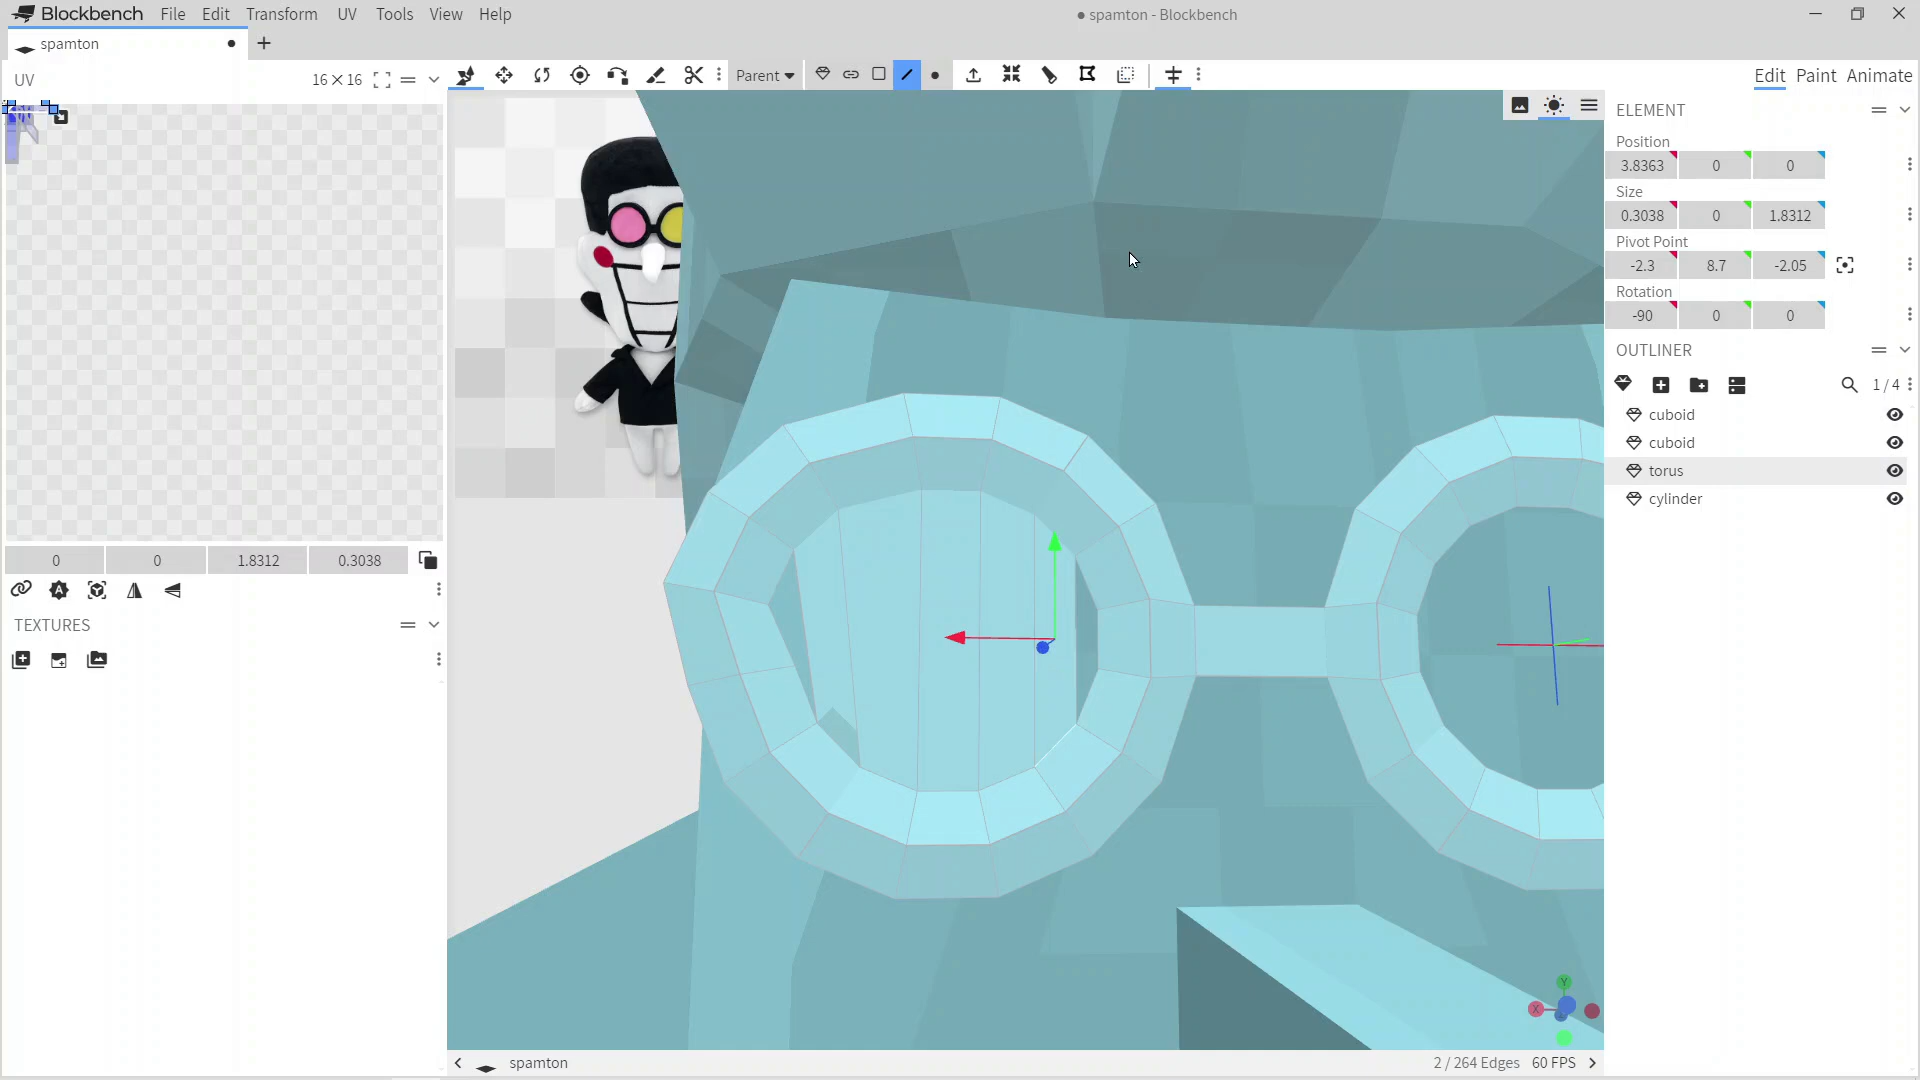 Blockbench File Edit Transform UV Tools View Help
● spamton - Blockbench
spamton
UV 16×16
Parent
Edit Paint Animate
ELEMENT
Position
3.8363 0 0
Size
0.3038 0 1.8312
Pivot Point
-2.3 8.7 -2.05
Rotation
-90 0 0
OUTLINER
1 / 4
cuboid
cuboid
torus
cylinder
0 0 1.8312 0.3038
TEXTURES
Y
X
spamton
2 / 264 Edges 60 FPS